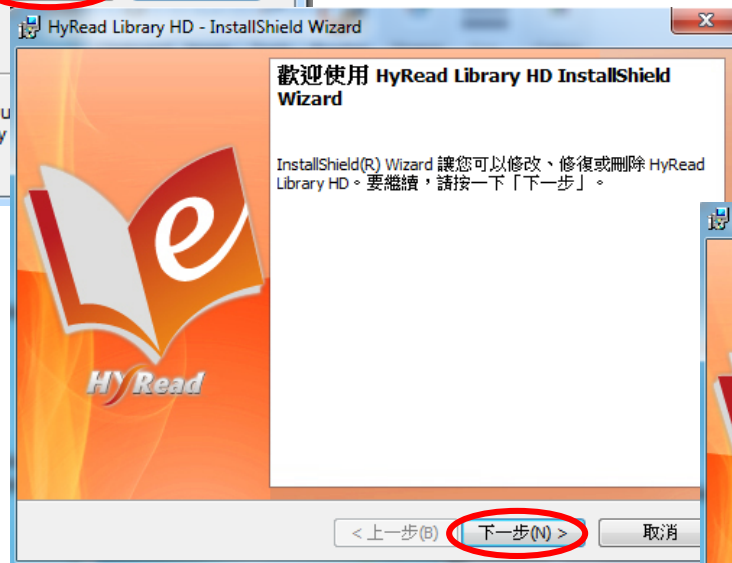 HyRead Library HD - InstallShield Wizard
歡迎使用 HyRead Library HD InstallShield
Wizard
InstallShield(R) Wizard 讓您可以修改、修復或刪除 HyRead
Library HD。要繼續，請按一下「下一步」。
e
HyRead
< 上一步(B)
下一步(N) >
取消